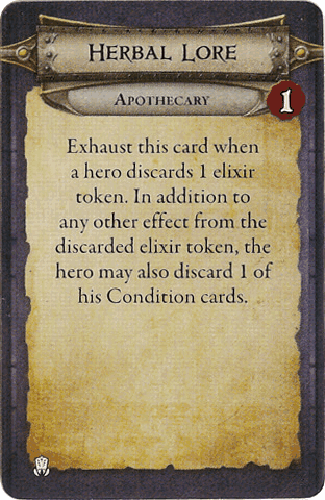 Herbal Lore
Apothecary
1
Exhaust this card when
a hero discards 1 elixir
token. In addition to
any other effect from the
discarded elixir token, the
hero may also discard 1 of
his Condition cards.